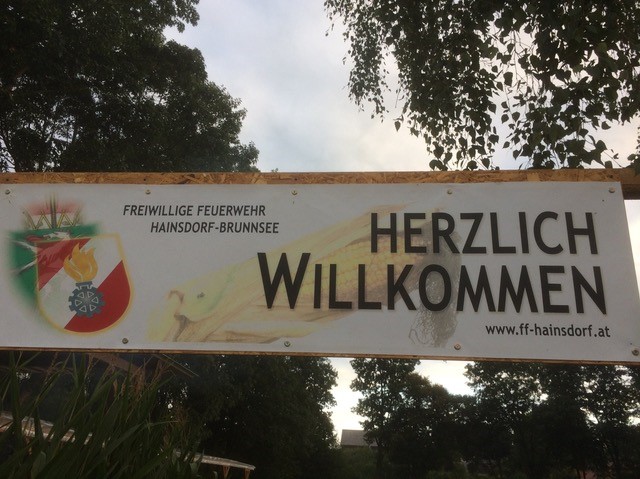 FREIWILLIGE FEUERWEHR
HAINSDORF-BRUNNSEE
HERZLICH
WILLKOMMEN
www.ff-hainsdorf.at